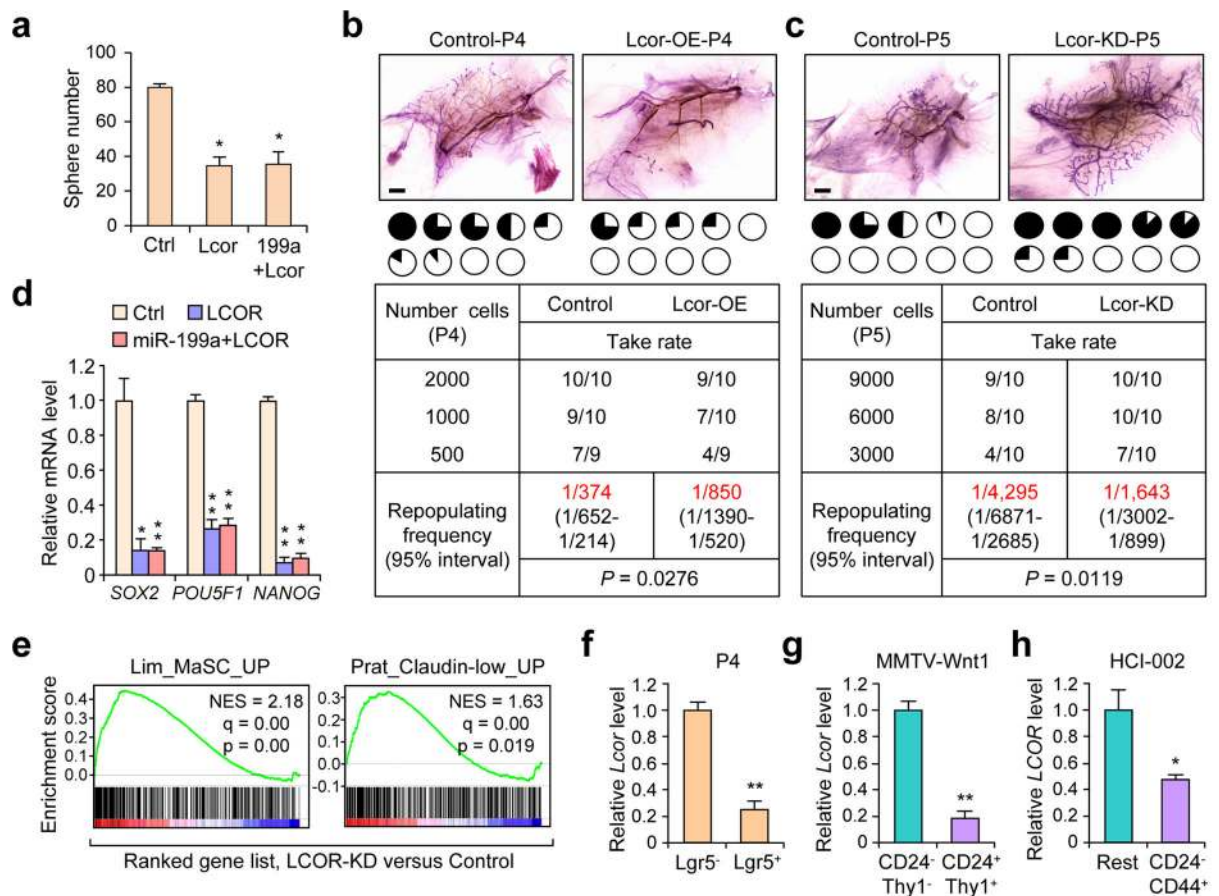 a
Sphere number
100
80
60
40
20
0
*
*
Ctrl
Lcor
199a
+Lcor
b
Control-P4
Lcor-OE-P4
Number cells
(P4)
Control
Lcor-OE
Take rate
2000
10/10
9/10
1000
9/10
7/10
500
7/9
4/9
Repopulating
frequency
(95% interval)
1/374
(1/652-
1/214)
1/850
(1/1390-
1/520)
P = 0.0276
c
Control-P5
Lcor-KD-P5
Number cells
(P5)
Control
Lcor-KD
Take rate
9000
9/10
10/10
6000
8/10
10/10
3000
4/10
7/10
Repopulating
frequency
(95% interval)
1/4,295
(1/6871-
1/2685)
1/1,643
(1/3002-
1/899)
P = 0.0119
d
Ctrl
LCOR
miR-199a+LCOR
Relative mRNA level
1.2
1.0
0.8
0.6
0.4
0.2
0
*
**
**
**
**
**
SOX2
POU5F1
NANOG
e
Lim_MaSC_UP
Enrichment score
0.4
0.3
0.2
0.1
0.0
NES = 2.18
q = 0.00
p = 0.00
Prat_Claudin-low_UP
0.3
0.2
0.1
0.0
-0.1
NES = 1.63
q = 0.00
p = 0.019
Ranked gene list, LCOR-KD versus Control
f
P4
Relative Lcor level
1.2
1.0
0.8
0.6
0.4
0.2
0
**
Lgr5-
Lgr5+
g
MMTV-Wnt1
Relative Lcor level
1.2
1.0
0.8
0.6
0.4
0.2
0
**
CD24-
Thy1-
CD24+
Thy1+
h
HCI-002
Relative LCOR level
1.2
1.0
0.8
0.6
0.4
0.2
0
*
Rest
CD24-
CD44+